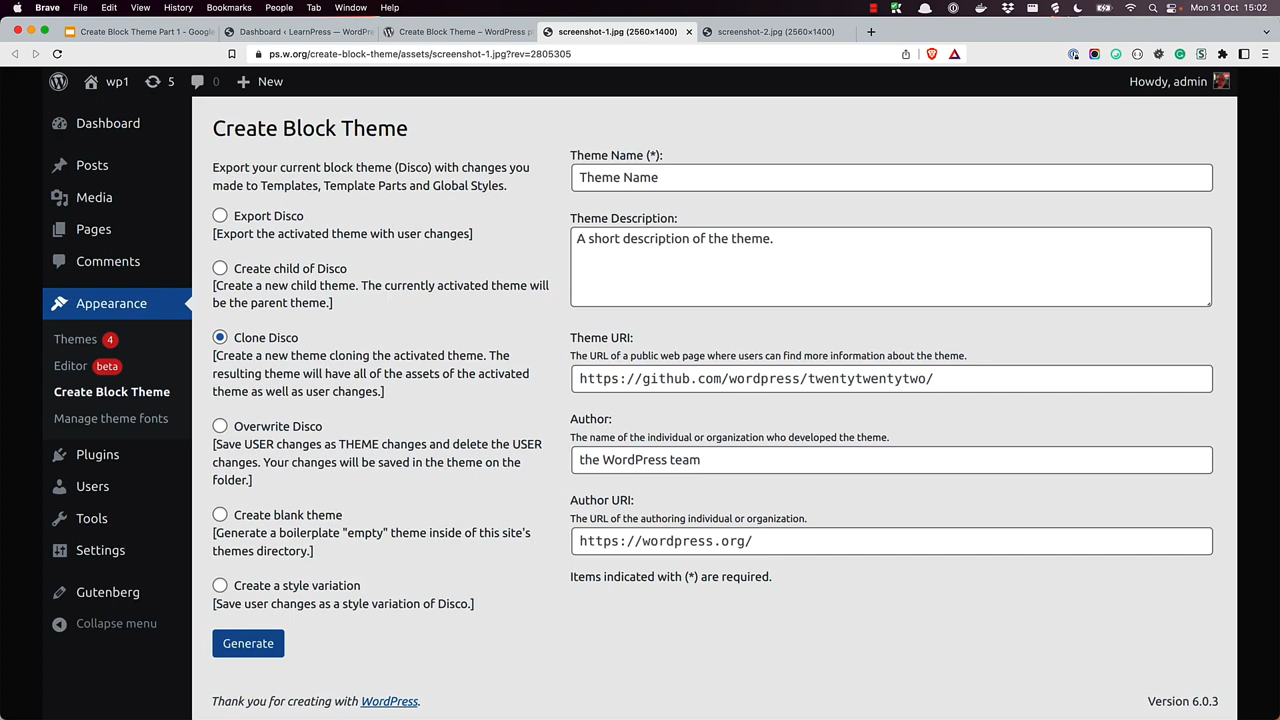 Brave File Edit View History Bookmarks People Tab Window Help Mon 31 Oct 15:02
Create Block Theme Part 1 - Google
Dashboard ‹ LearnPress — WordPre
Create Block Theme – WordPress p
screenshot-1.jpg (2560×1400)
screenshot-2.jpg (2560×1400)
ps.w.org/create-block-theme/assets/screenshot-1.jpg?rev=2805305
wp1 5 0 New Howdy, admin
Dashboard
Posts
Media
Pages
Comments
Appearance
Themes 4
Editor beta
Create Block Theme
Manage theme fonts
Plugins
Users
Tools
Settings
Gutenberg
Collapse menu
Create Block Theme
Export your current block theme (Disco) with changes you
made to Templates, Template Parts and Global Styles.
Export Disco
[Export the activated theme with user changes]
Create child of Disco
[Create a new child theme. The currently activated theme will
be the parent theme.]
Clone Disco
[Create a new theme cloning the activated theme. The
resulting theme will have all of the assets of the activated
theme as well as user changes.]
Overwrite Disco
[Save USER changes as THEME changes and delete the USER
changes. Your changes will be saved in the theme on the
folder.]
Create blank theme
[Generate a boilerplate "empty" theme inside of this site's
themes directory.]
Create a style variation
[Save user changes as a style variation of Disco.]
Generate
Theme Name (*):
Theme Name
Theme Description:
A short description of the theme.
Theme URI:
The URL of a public web page where users can find more information about the theme.
https://github.com/wordpress/twentytwentytwo/
Author:
The name of the individual or organization who developed the theme.
the WordPress team
Author URI:
The URL of the authoring individual or organization.
https://wordpress.org/
Items indicated with (*) are required.
Thank you for creating with WordPress.
Version 6.0.3